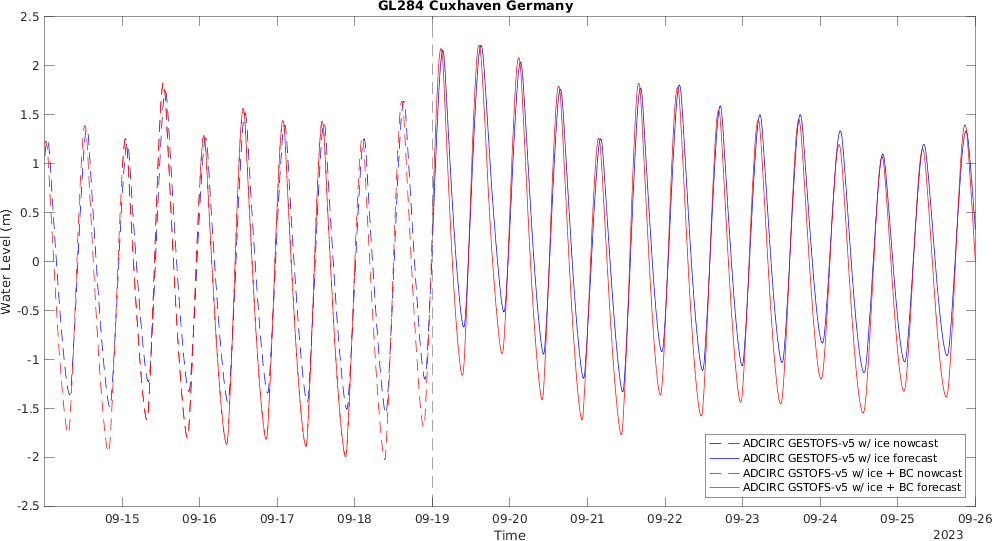 GL284 Cuxhaven Germany
2.5
2
1.5
1
0.5
0
-0.5
-1
-1.5
-2
-2.5
Water Level (m)
ADCIRC GESTOFS-v5 w/ ice nowcast
ADCIRC GESTOFS-v5 w/ ice forecast
ADCIRC GSTOFS-v5 w/ ice + BC nowcast
ADCIRC GSTOFS-v5 w/ ice + BC forecast
09-15 09-16 09-17 09-18 09-19 09-20 09-21 09-22 09-23 09-24 09-25 09-26
Time
2023